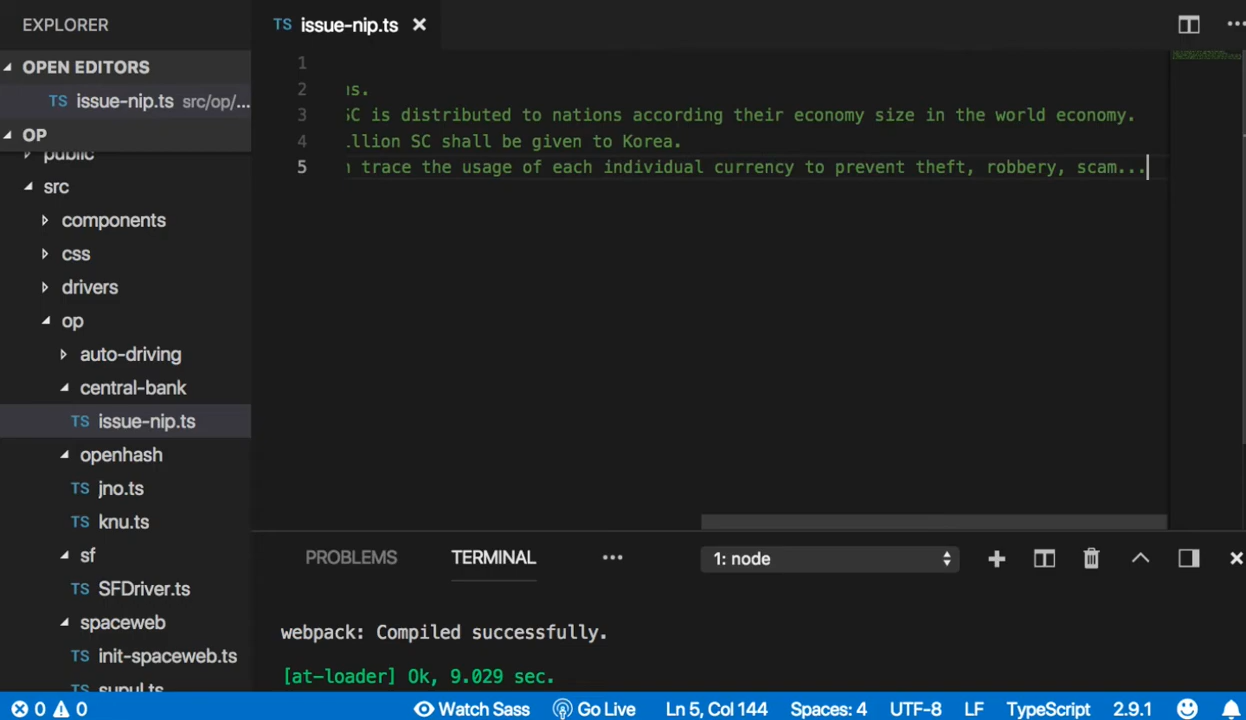 EXPLORER
TS issue-nip.ts ×
OPEN EDITORS
TS issue-nip.ts src/op/...
OP
public
src
components
css
drivers
op
auto-driving
central-bank
TS issue-nip.ts
openhash
TS jno.ts
TS knu.ts
sf
TS SFDriver.ts
spaceweb
TS init-spaceweb.ts
supul.ts
1
2 s.
3 SC is distributed to nations according their economy size in the world economy.
4 llion SC shall be given to Korea.
5 trace the usage of each individual currency to prevent theft, robbery, scam...
PROBLEMS TERMINAL ... 1: node
webpack: Compiled successfully.
[at-loader] Ok, 9.029 sec.
0 0 Watch Sass Go Live Ln 5, Col 144 Spaces: 4 UTF-8 LF TypeScript 2.9.1